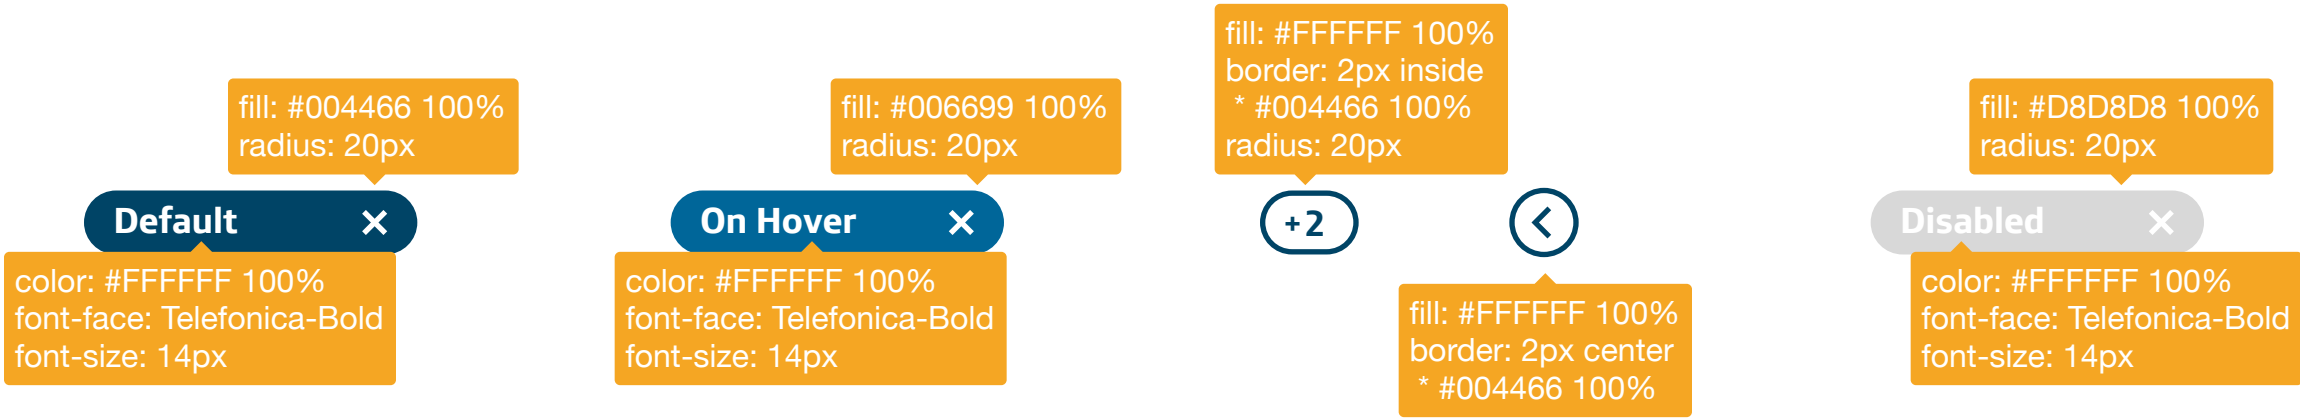 fill: #004466 100%
radius: 20px
Default
color: #FFFFFF 100%
font-face: Telefonica-Bold
font-size: 14px
fill: #006699 100%
radius: 20px
On Hover
color: #FFFFFF 100%
font-face: Telefonica-Bold
font-size: 14px
fill: #FFFFFF 100%
border: 2px inside
* #004466 100%
radius: 20px
+2
fill: #FFFFFF 100%
border: 2px center
* #004466 100%
fill: #D8D8D8 100%
radius: 20px
Disabled
color: #FFFFFF 100%
font-face: Telefonica-Bold
font-size: 14px